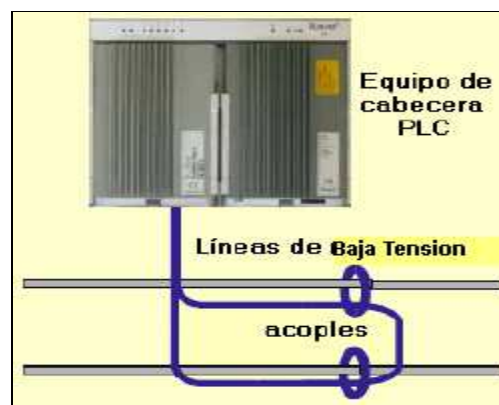 Equipo de
cabecera
PLC
Líneas de Baja Tension
acoples